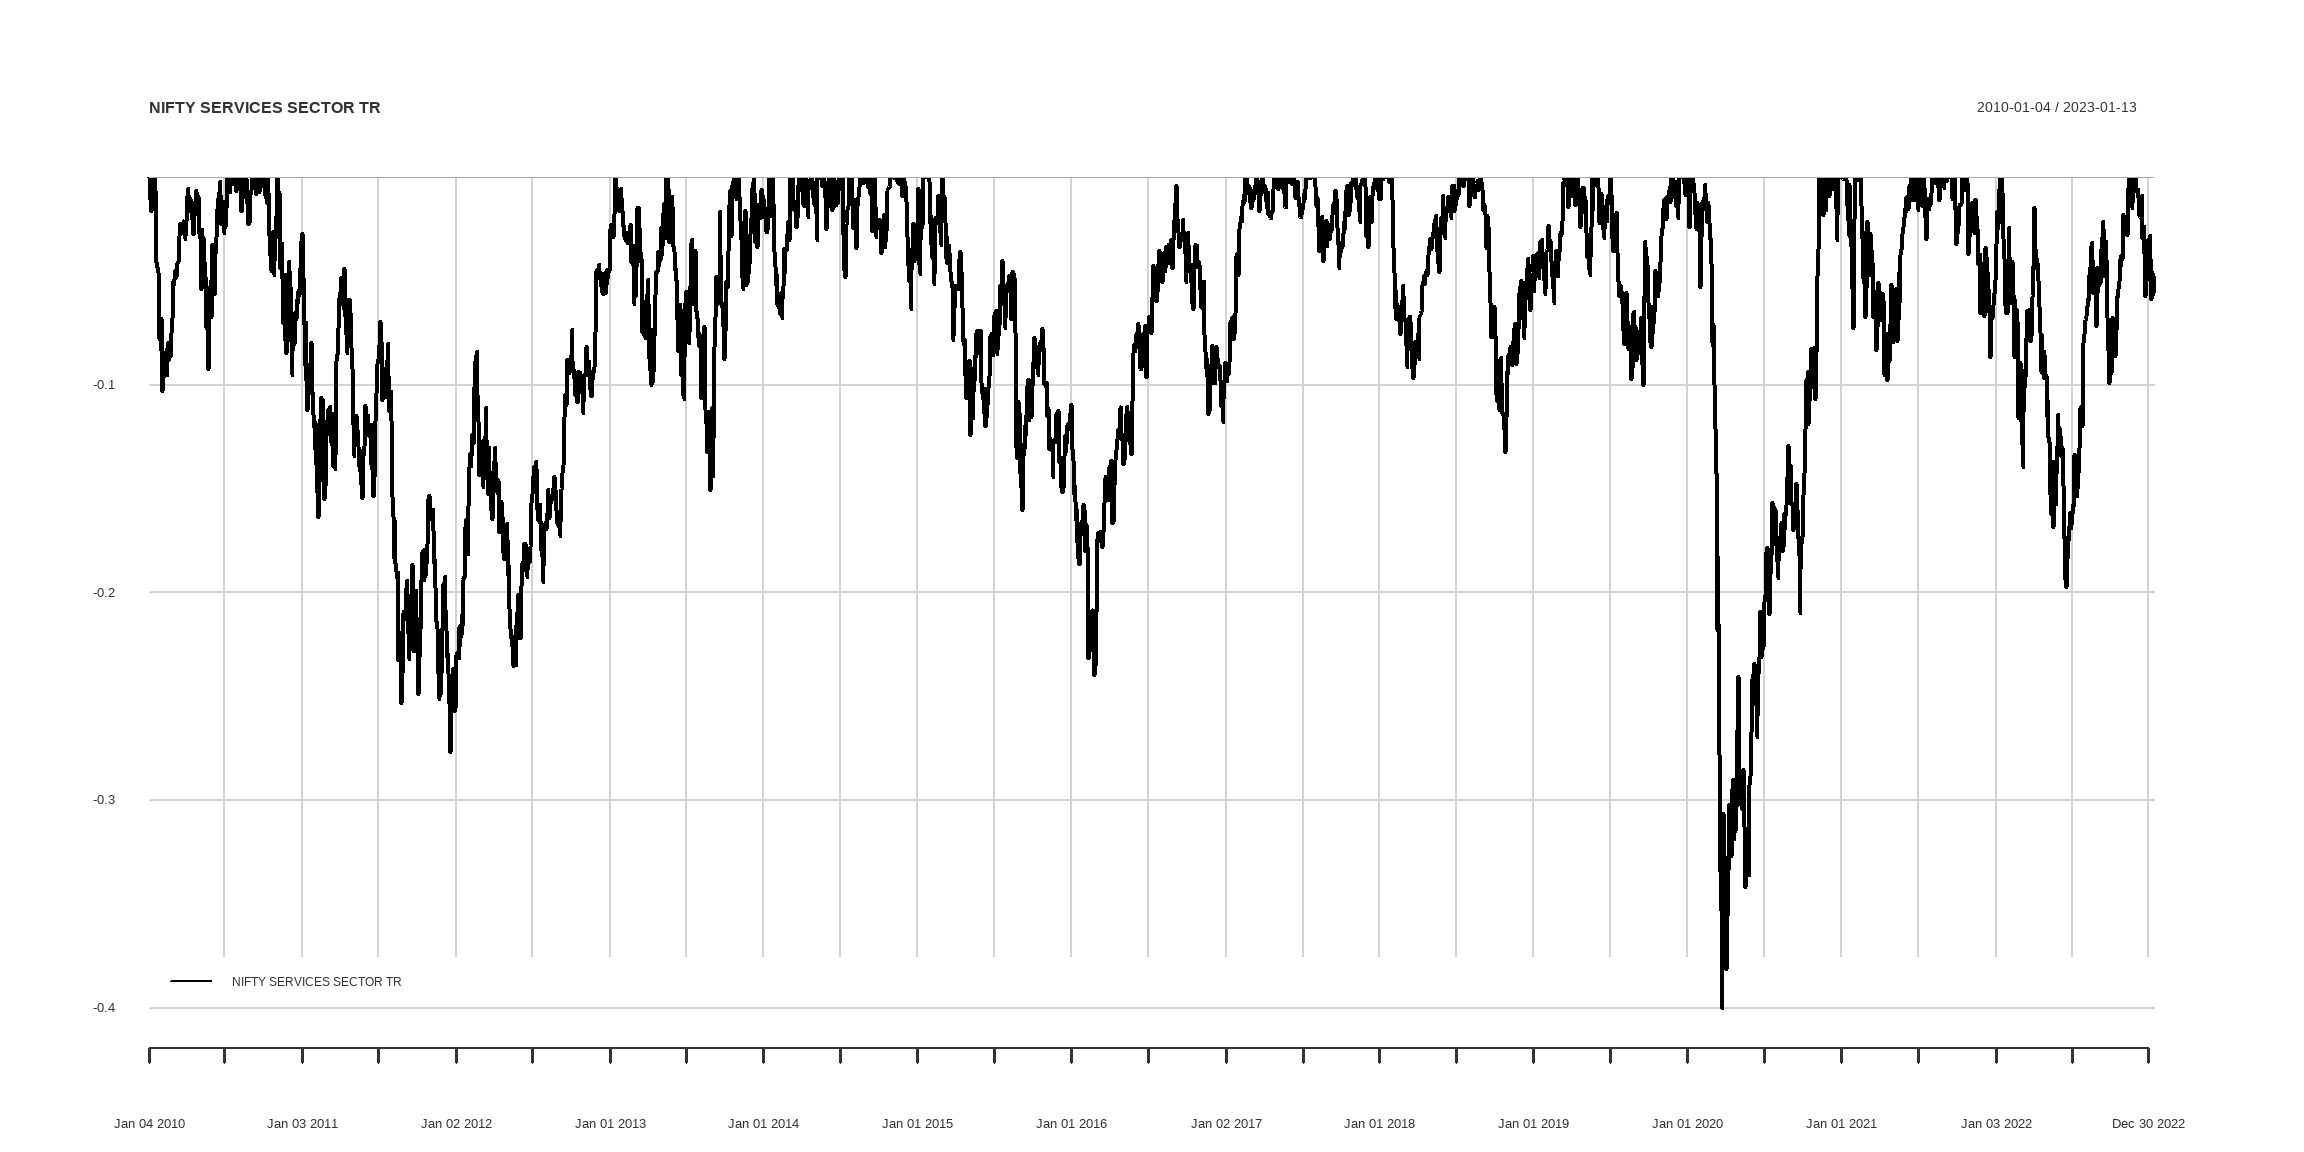 NIFTY SERVICES SECTOR TR
2010-01-04 / 2023-01-13
-0.1
-0.2
-0.3
-0.4
NIFTY SERVICES SECTOR TR
Jan 04 2010 Jan 03 2011 Jan 02 2012 Jan 01 2013 Jan 01 2014 Jan 01 2015 Jan 01 2016 Jan 02 2017 Jan 01 2018 Jan 01 2019 Jan 01 2020 Jan 01 2021 Jan 03 2022 Dec 30 2022